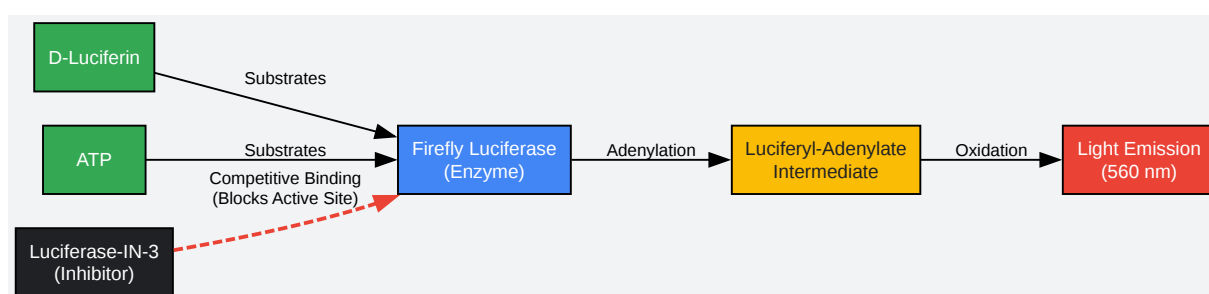 D-Luciferin
Substrates
ATP
Substrates
Competitive Binding
(Blocks Active Site)
Luciferase-IN-3
(Inhibitor)
Firefly Luciferase
(Enzyme)
Adenylation
Luciferyl-Adenylate
Intermediate
Oxidation
Light Emission
(560 nm)